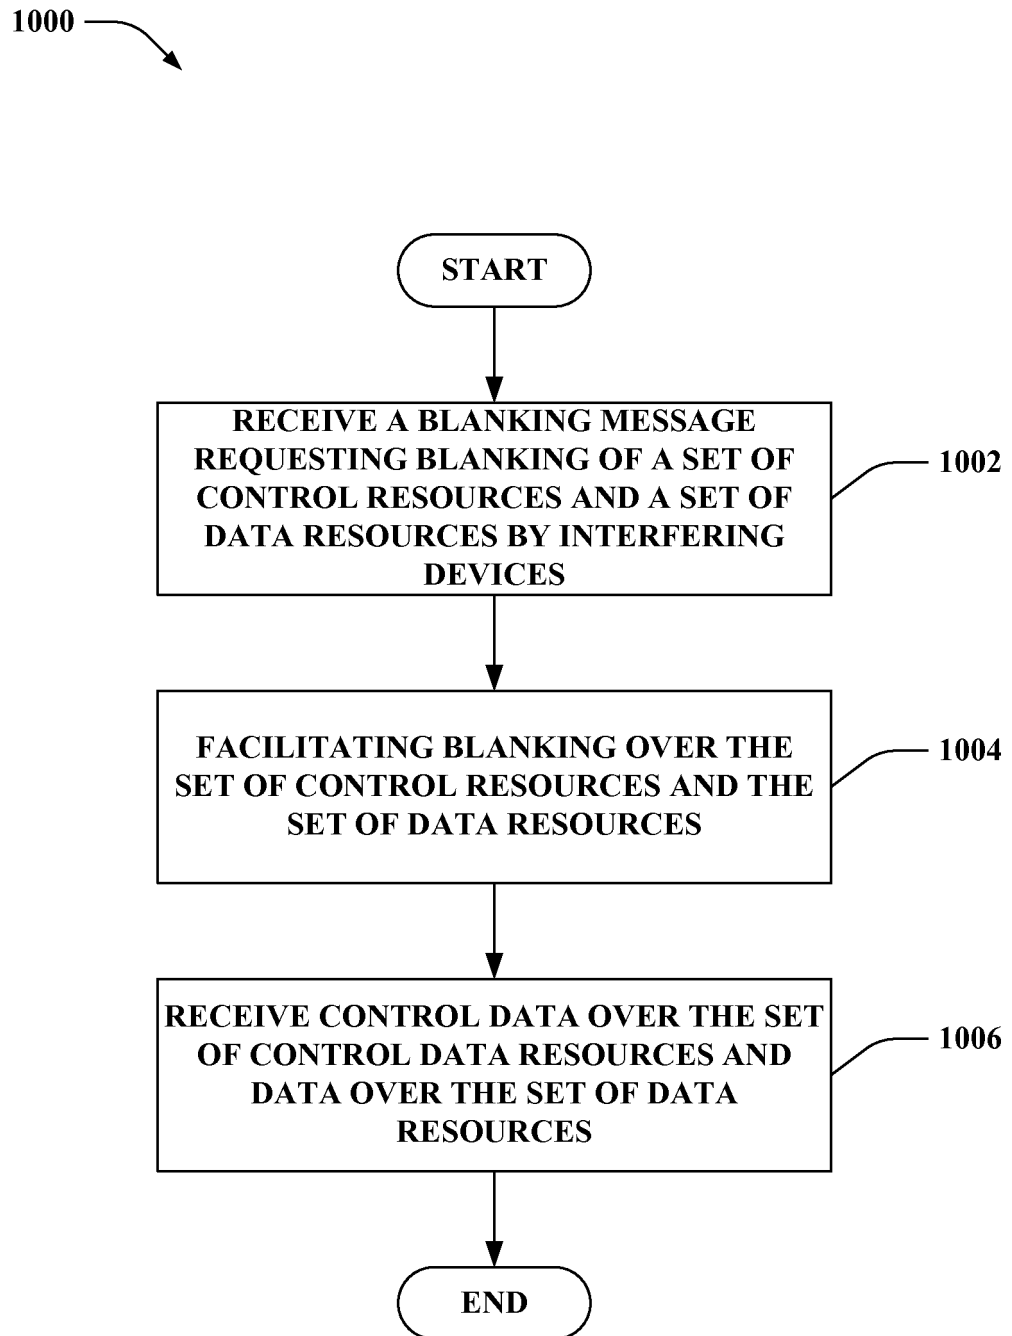 1000
START
RECEIVE A BLANKING MESSAGE
REQUESTING BLANKING OF A SET OF
CONTROL RESOURCES AND A SET OF
DATA RESOURCES BY INTERFERING
DEVICES
1002
FACILITATING BLANKING OVER THE
SET OF CONTROL RESOURCES AND THE
SET OF DATA RESOURCES
1004
RECEIVE CONTROL DATA OVER THE SET
OF CONTROL DATA RESOURCES AND
DATA OVER THE SET OF DATA
RESOURCES
1006
END